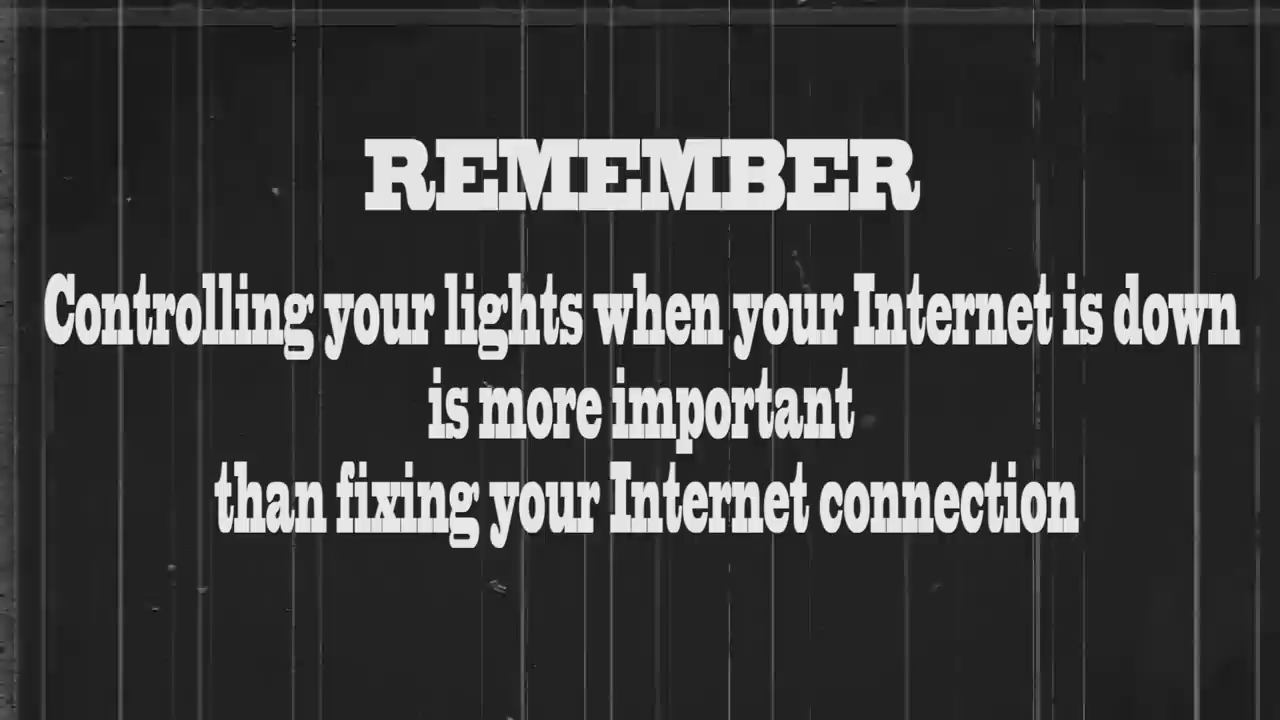 REMEMBER
Controlling your lights when your Internet is down
is more important
than fixing your Internet connection